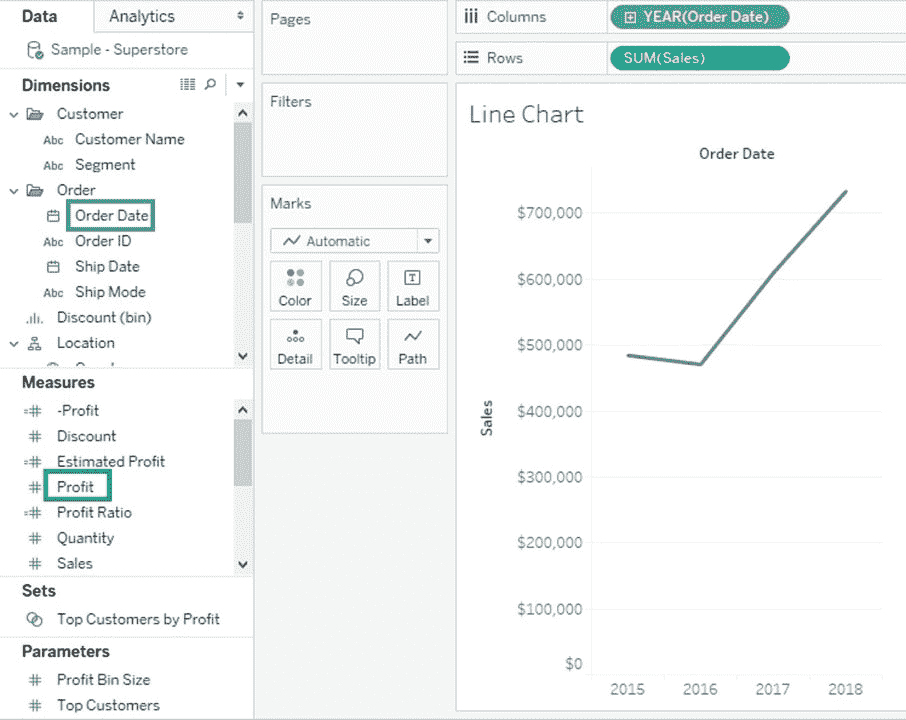 Data
Analytics
Sample - Superstore
Dimensions
Customer
Abc Customer Name
Abc Segment
Order
Order Date
Abc Order ID
Ship Date
Abc Ship Mode
Discount (bin)
Location
Measures
=# -Profit
# Discount
=# Estimated Profit
# Profit
=# Profit Ratio
# Quantity
# Sales
Sets
Top Customers by Profit
Parameters
# Profit Bin Size
# Top Customers
Pages
Filters
Marks
Automatic
Color
Size
T
Label
Detail
Tooltip
Path
Columns
YEAR(Order Date)
Rows
SUM(Sales)
Line Chart
Order Date
$700,000
$600,000
$500,000
$400,000
$300,000
$200,000
$100,000
$0
Sales
2015
2016
2017
2018